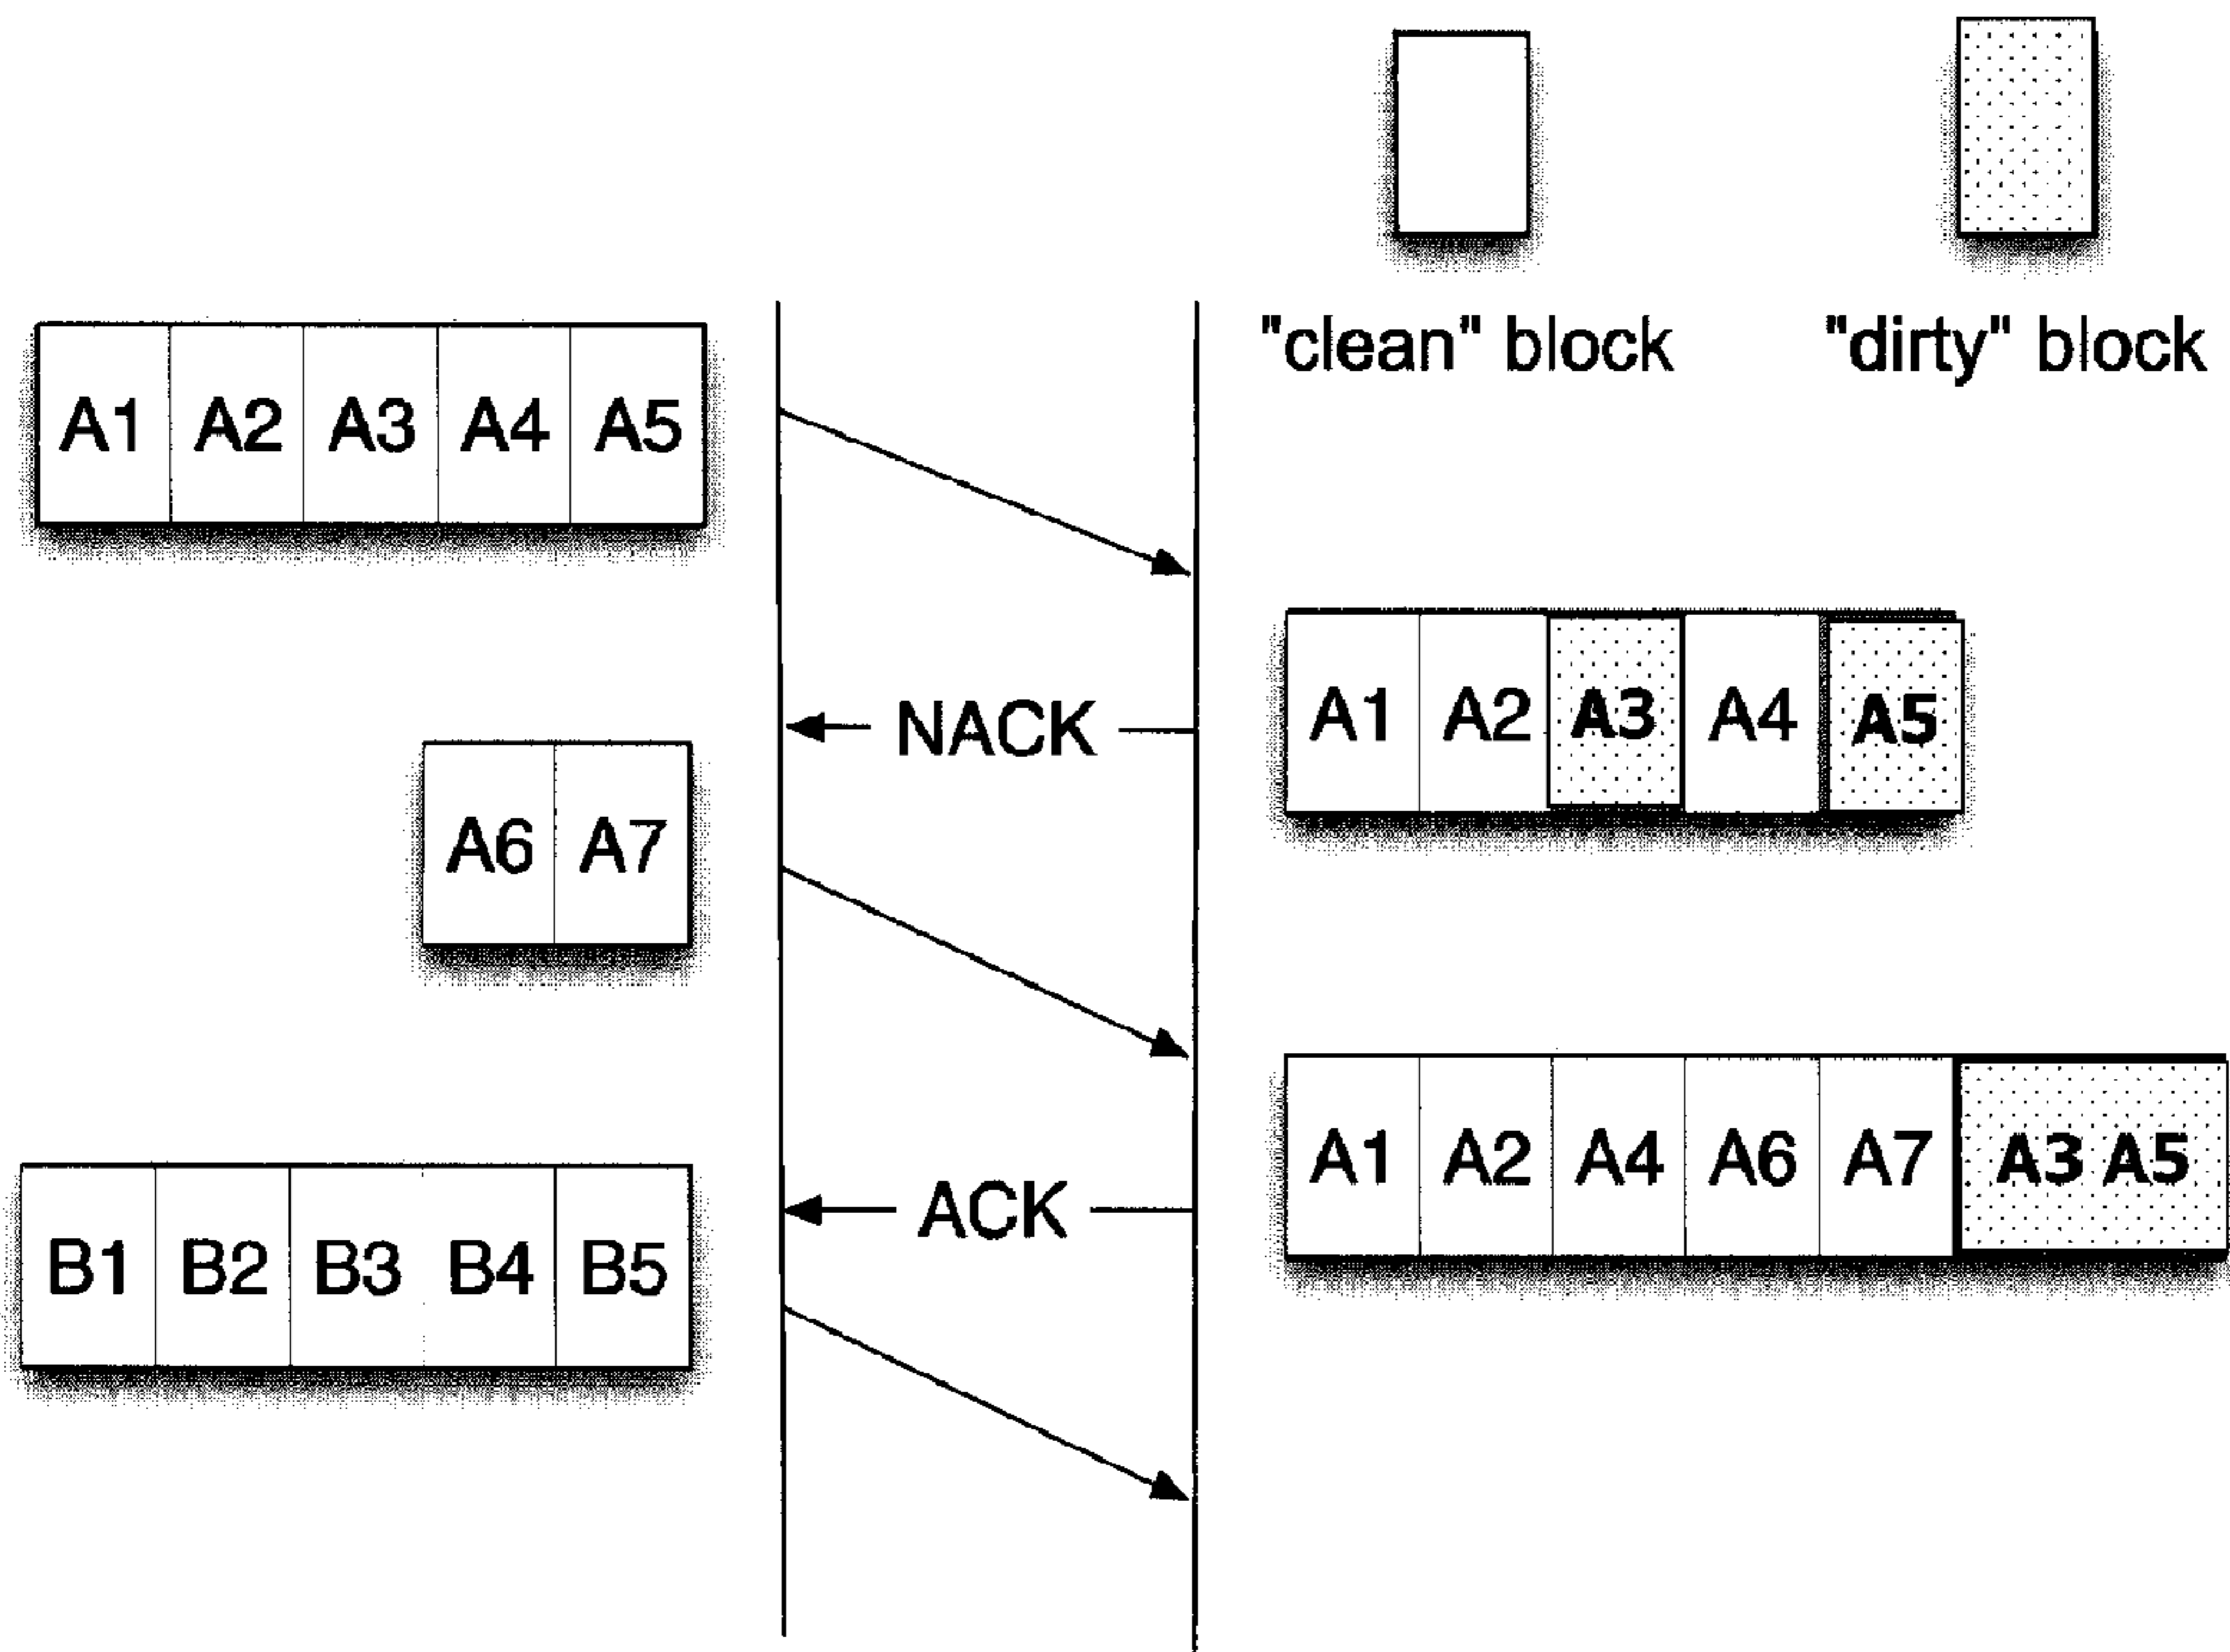 "clean" block
"dirty" block
A1 A2 A3 A4 A5
NACK
A1 A2 A3 A4 A5
A6 A7
A1 A2 A4 A6 A7 A3 A5
ACK
B1 B2 B3 B4 B5